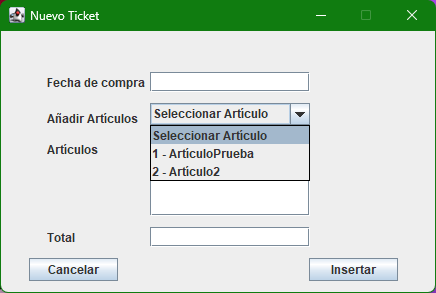 Nuevo Ticket
Fecha de compra
Añadir Artículos
Seleccionar Artículo
Seleccionar Artículo
Artículos
1 - ArtículoPrueba
2 - Artículo2
Total
Cancelar
Insertar